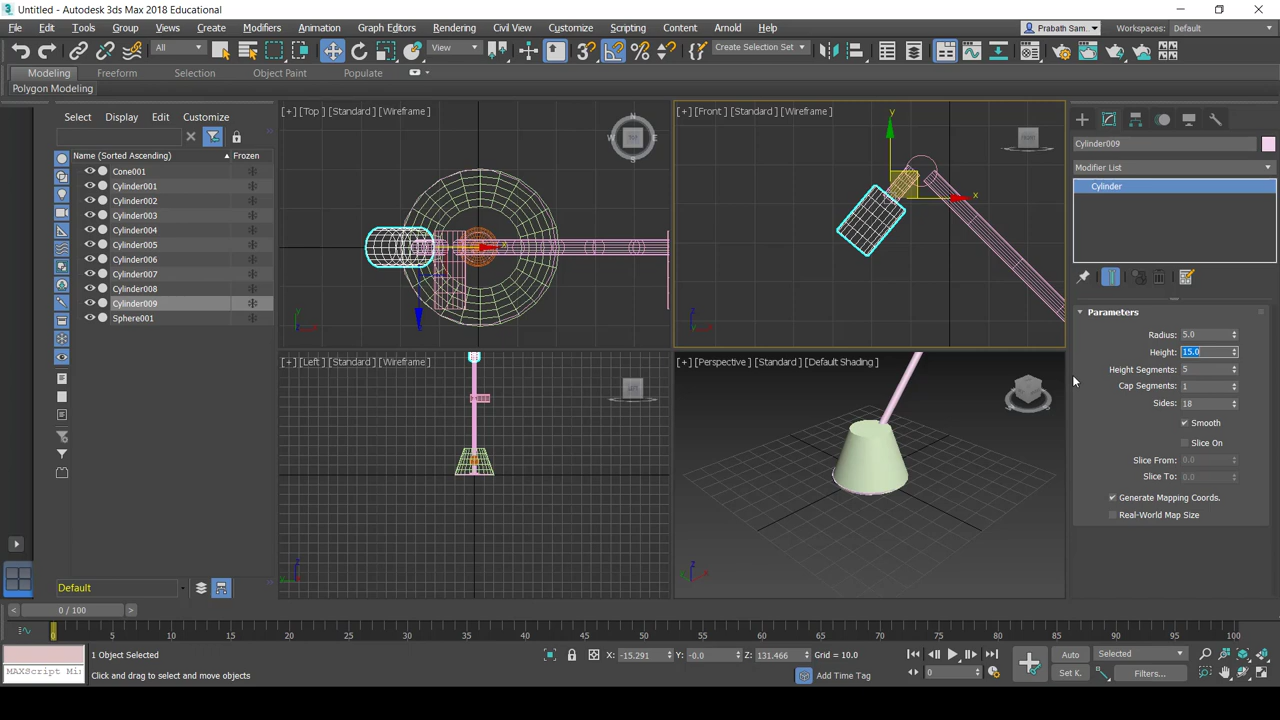 Untitled - Autodesk 3ds Max 2018 Educational
File Edit Tools Group Views Create Modifiers Animation Graph Editors Rendering Civil View Customize Scripting Content Arnold Help Prabath Sam... Workspaces: Default
All View Create Selection Set
Modeling Freeform Selection Object Paint Populate
Polygon Modeling
Select Display Edit Customize
Name (Sorted Ascending) Frozen
Cone001
Cylinder001
Cylinder002
Cylinder003
Cylinder004
Cylinder005
Cylinder006
Cylinder007
Cylinder008
Cylinder009
Sphere001
Default
[+] [Top] [Standard] [Wireframe]
N
W E
S
TOP
[+] [Front] [Standard] [Wireframe]
FRONT
y
x
[+] [Left] [Standard] [Wireframe]
LEFT
[+] [Perspective] [Standard] [Default Shading]
Cylinder009
Modifier List
Cylinder
Parameters
Radius: 5.0
Height: 15.0
Height Segments: 5
Cap Segments: 1
Sides: 18
Smooth
Slice On
Slice From: 0.0
Slice To: 0.0
Generate Mapping Coords.
Real-World Map Size
0 / 100
0 5 10 15 20 25 30 35 40 45 50 55 60 65 70 75 80 85 90 95 100
1 Object Selected X: -15.291 Y: -0.0 Z: 131.466 Grid = 10.0 Auto Selected
MAXScript Mi: Click and drag to select and move objects Add Time Tag 0 Set K. Filters...